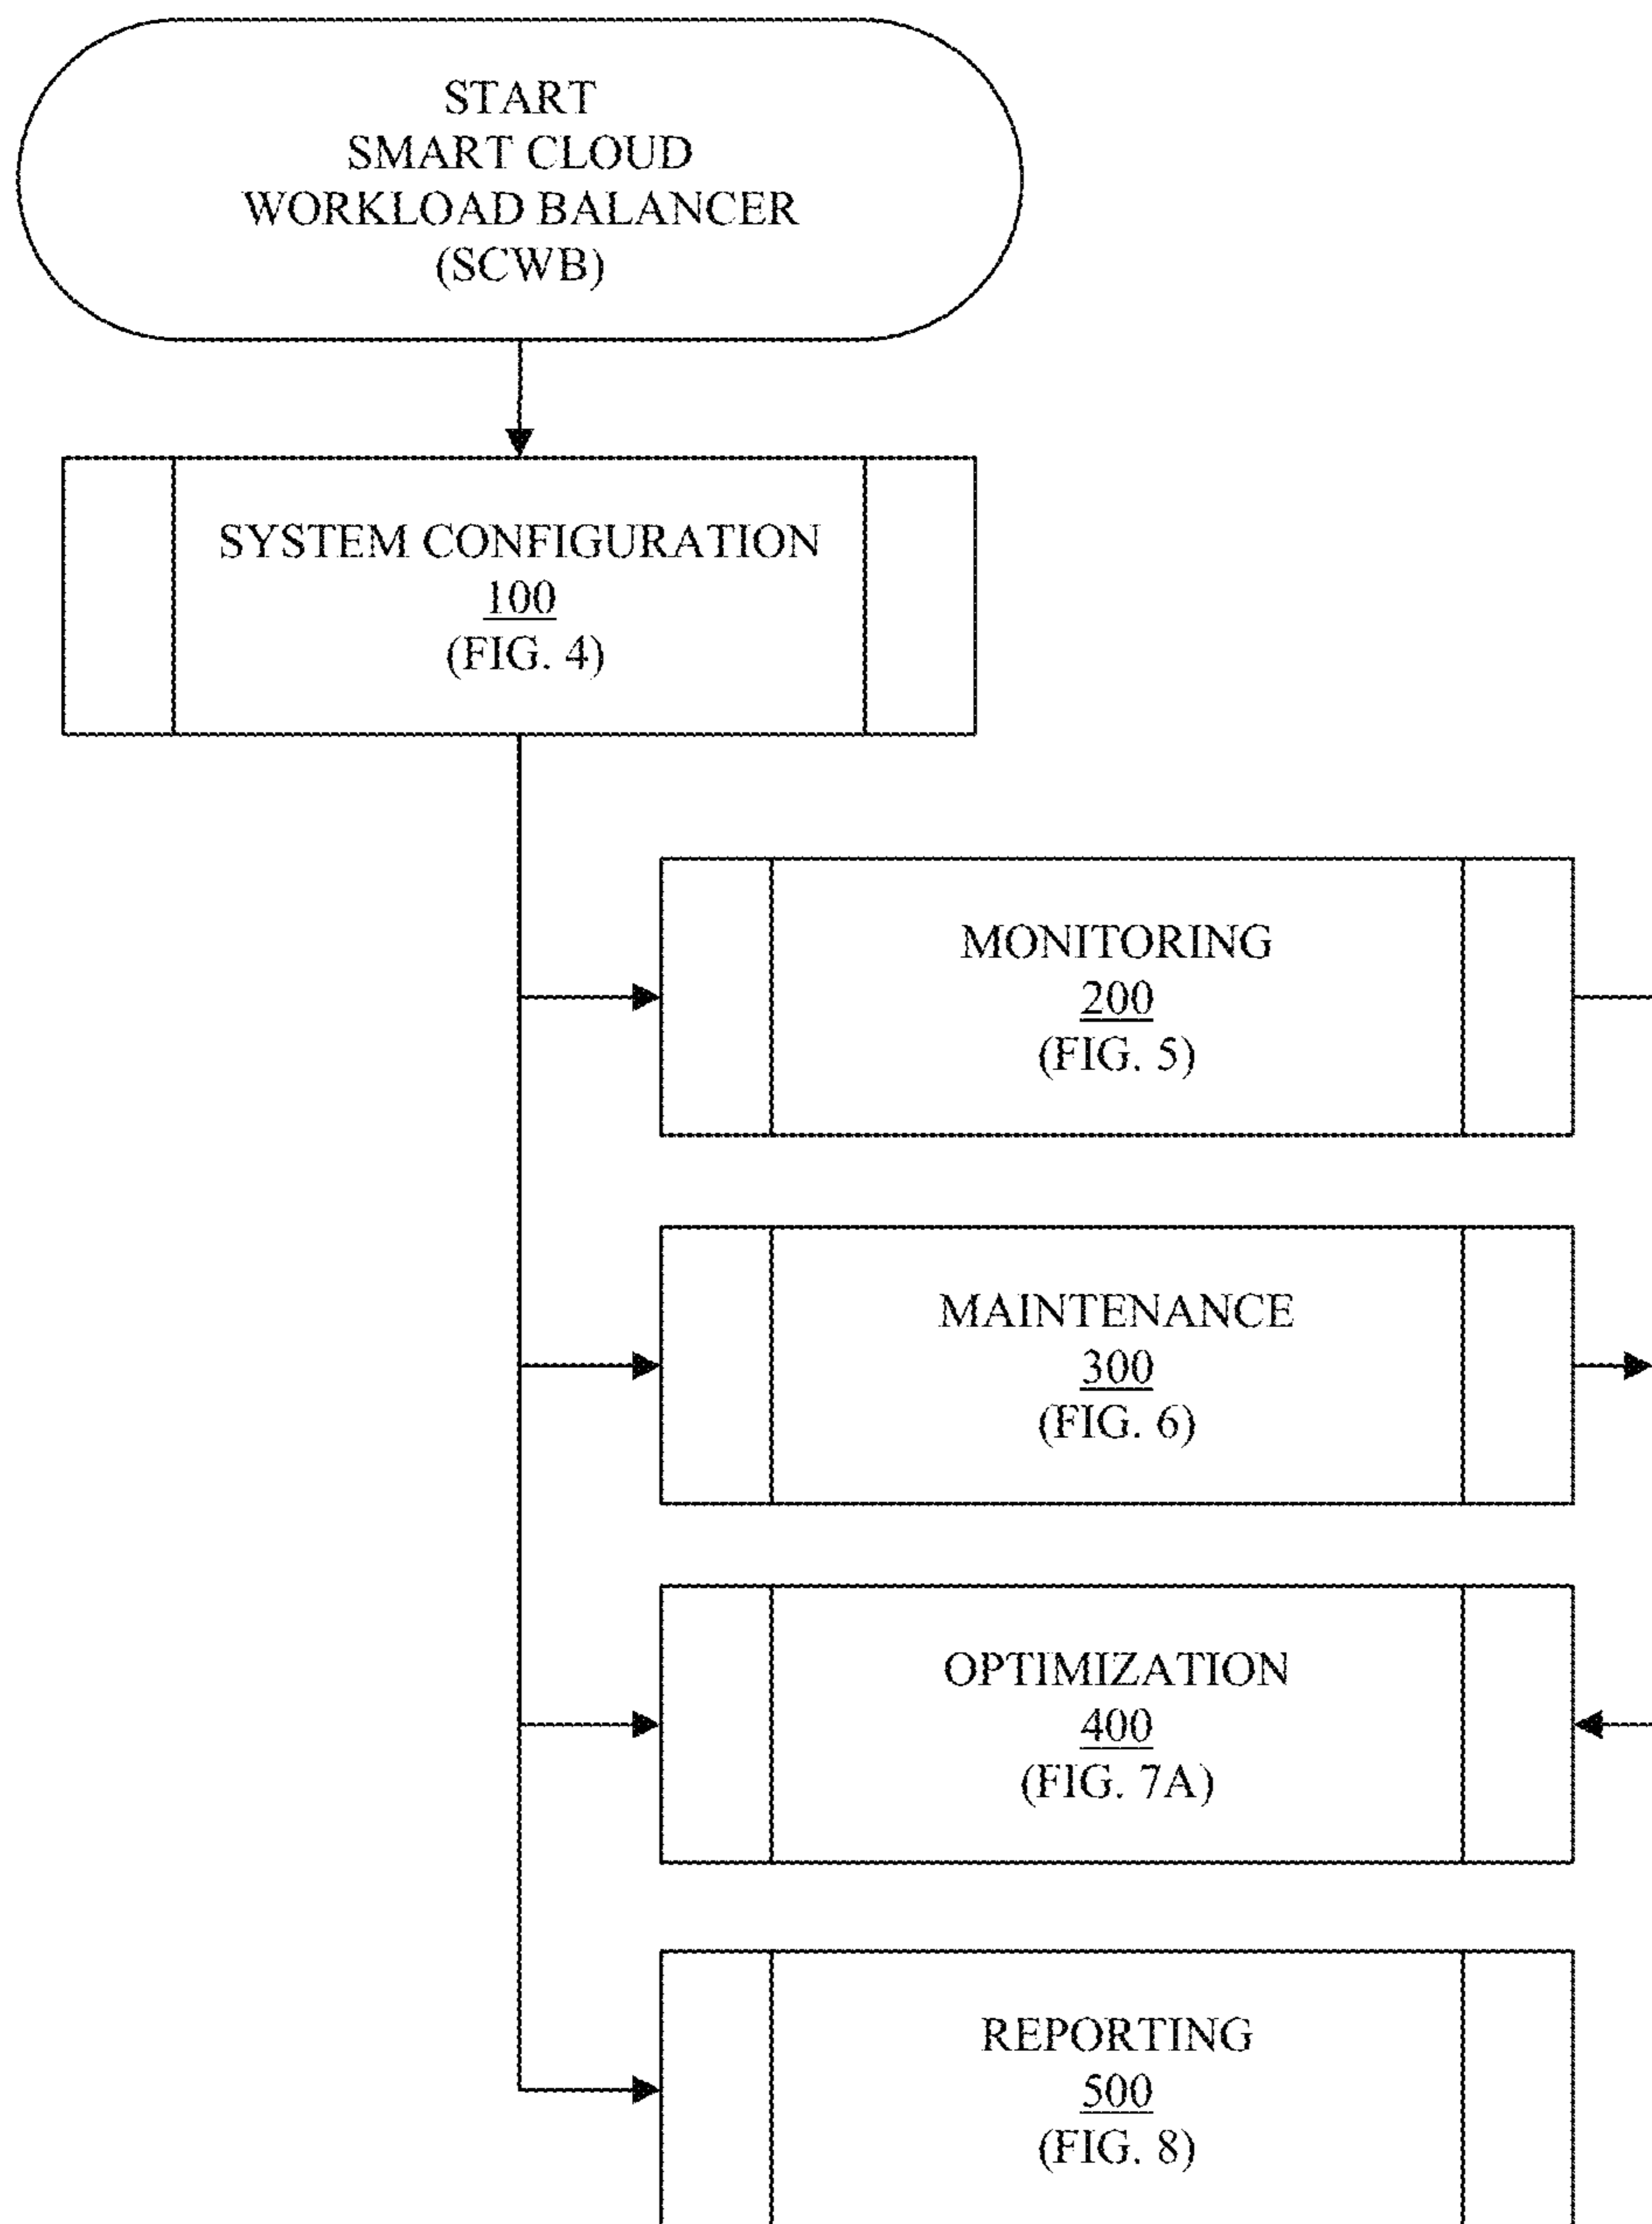 START
SMART CLOUD
WORKLOAD BALANCER
(SCWB)
SYSTEM CONFIGURATION
100
(FIG. 4)
MONITORING
200
(FIG. 5)
MAINTENANCE
300
(FIG. 6)
OPTIMIZATION
400
(FIG. 7A)
REPORTING
500
(FIG. 8)